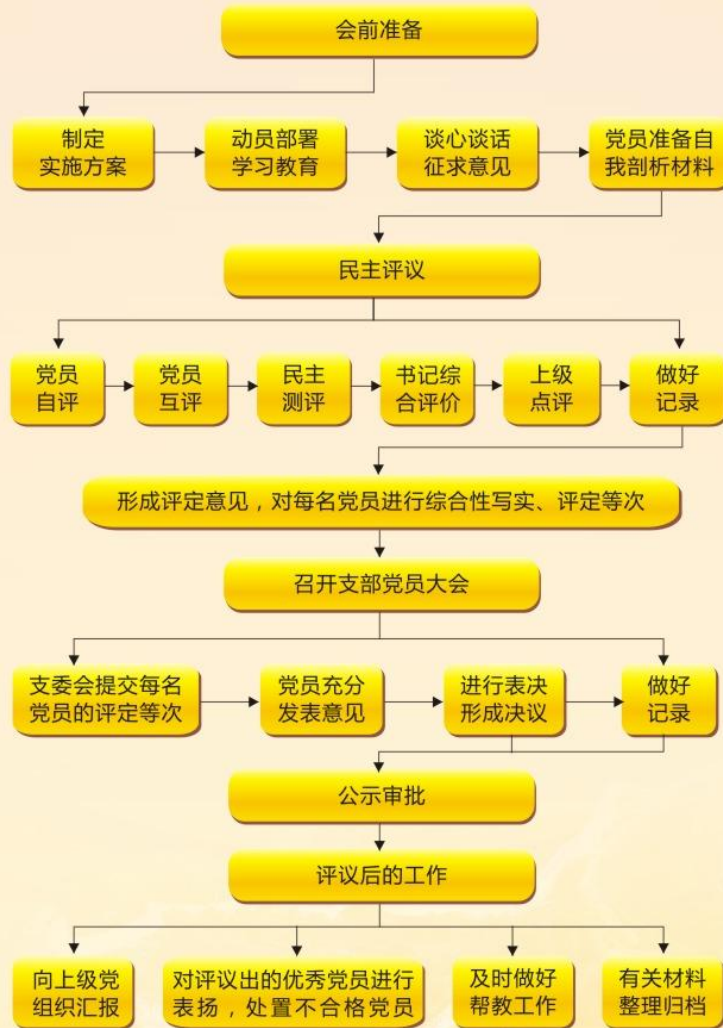 会前准备
制定
实施方案
动员部署
学习教育
谈心谈话
征求意见
党员准备自
我剖析材料
民主评议
党员
自评
党员
互评
民主
测评
书记综
合评价
上级
点评
做好
记录
形成评定意见，对每名党员进行综合性写实、评定等次
召开支部党员大会
支委会提交每名
党员的评定等次
党员充分
发表意见
进行表决
形成决议
做好
记录
公示审批
评议后的工作
向上级党
组织汇报
对评议出的优秀党员进行
表扬，处置不合格党员
及时做好
帮教工作
有关材料
整理归档